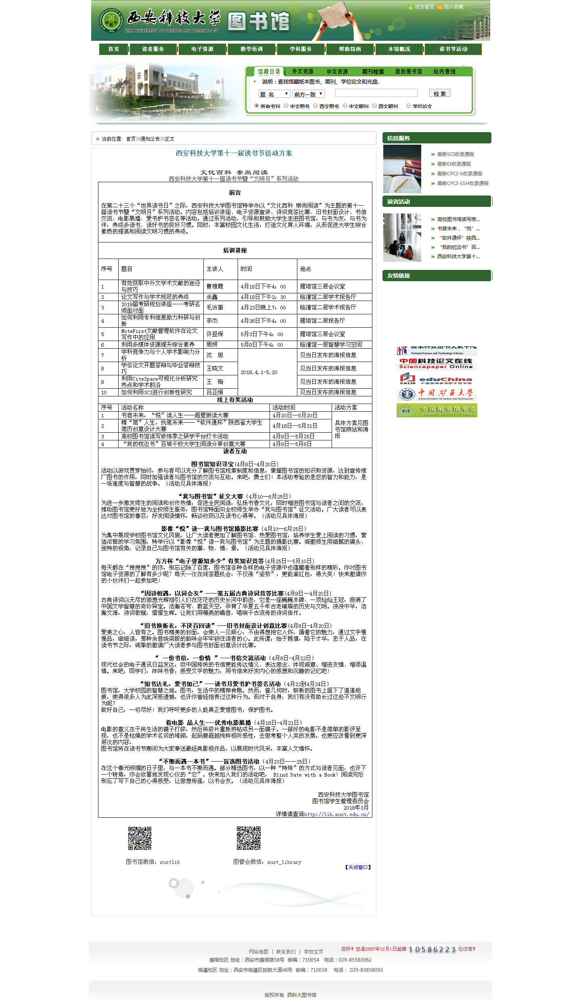 设为首页 加入收藏
西安科技大学 图书馆
XIAN UNIVERSITY OF SCIENCE AND TECHNOLOGY
首页 读者服务 电子资源 教学培训 学科服务 帮助指南 本馆概况 读书节活动
馆藏目录 外文资源 中文资源 期刊检索 我的图书馆 站内查找
说明：查找馆藏纸本图书、期刊、学位论文和光盘.
题 名 前方一致 检 索
所有书刊 中文图书 西文图书 中文期刊 西文期刊 学位论文
当前位置: 首页>>通知公告>>正文
西安科技大学第十一届读书节活动方案
文化西科 崇尚阅读
西安科技大学第十一届读书节暨“文明月”系列活动
前言
在第二十三个“世界读书日”之际，西安科技大学图书馆特举办以“文化西科 崇尚阅读”为主题的第十一
届读书节暨“文明月”系列活动。内容包括培训讲座、电子资源宣讲、诗词竞答比赛、旧书封面设计、书信
交流、电影展播、爱书护书签名等活动。通过系列活动，引导和鼓励大学生走进图书馆，与书为友，与书为
伴，养成多读书、读好书的良好习惯。同时，丰富校园文化生活，打造文化育人环境，从而促进大学生综合
素质的提高和阅读文明习惯的养成。
培训讲座
序号 题目 主讲人 时间 地点
1 有效获取中外文学术文献的途径
与技巧 曹雅霞 4月18日下午4：00 雁塔馆三层会议室
2 论文写作与学术规范的养成 余鑫 4月19日下午2：30 临潼馆二层学术报告厅
3 2019届考研规划讲座——考研名
师面对面 毛访蘅 4月23日晚上7：00 临潼馆二层学术报告厅
4 如何利用专利信息助力科研与创
新 李杰 4月26日下午4：00 雁塔馆二层报告厅
5 NoteFirst文献管理软件在论文
写作中的应用 许显保 5月3日下午4：00 雁塔馆三层会议室
6 利用多媒体资源提升综合素养 周妍 5月9日下午4：00 临潼馆一层智慧学习空间
7 学科竞争力与个人学术影响力分
析 沈 思 2018.4.1-5.20 见当日发布的海报信息
8 学位论文开题答辩与毕业答辩技
巧 王晓文 见当日发布的海报信息
9 利用CiteSpace可视化分析研究
热点和学术前沿 王 璇 见当日发布的海报信息
10 如何利用SCI进行创新性研究 吕亚娟 见当日发布的海报信息
线上有奖活动
序号 活动名称 活动时间 活动方案
1 书音未来，“悦”读人生——超星朗读大赛 4月20日—5月20日
2 精“简”人生，执笔未来——“软件通杯”陕西省大学生
简历创意设计大赛 4月16日—5月31日
3 高校图书馆读写修炼季之研学平台打卡活动 4月9日—5月25日
4 “我的枕边书”百城千校大学生阅读分享创意大赛 4月9日—5月6日
具体方案见图
书馆网站和海
报
读者互动
图书馆知识寻宝(4月8日-4月20日)
活动以游戏贯穿始终，参与者可以充分了解图书馆规章制度和信息，掌握图书馆的知识和资源，达到宣传推
广图书的作用，同时加强读者与图书馆的交流与互动。来吧，勇士们！本活动考验的是您的智力和能力，是
一场速度与智慧的战争。（活动见具体海报）
“我与图书馆”征文大赛（4月10—6月25日）
为进一步激发师生的阅读和创作热情，促进全民阅读，弘扬书香文化，同时增进图书馆与读者之间的交流，
推动图书馆更好地为全校师生服务，图书馆特面向全校师生举办“我与图书馆”征文活动。广大读者可以表
达对图书馆的眷恋，抒发阅读情怀，畅谈收获以及读书心得等。（活动见具体海报）
影像“悦”读--我与图书馆摄影比赛（4月10—6月25日）
为集中展现学校图书馆文化风貌，让广大读者更加了解图书馆、热爱图书馆，培养学生爱上阅读的习惯，营
造浓郁的学习氛围，特举行以“影像“悦”读--我与图书馆”为主题的摄影比赛。诚邀师生用细腻的镜头、
独特的视角，记录自己与图书馆有关的事、物、情、景。（活动见具体海报）
万方杯“电子资源知多少”有奖知识竞答(4月25日—5月10日)
每天都在“搜搜搜”的你，别忘记除了百度，图书馆各种各样的电子资源中也蕴藏着别样的精彩。你对图书
馆电子资源的了解有多少呢？每天一次在线答题机会，不仅涨“姿势”，更能拿红包，得大奖！快来邀请你
的小伙伴们一起参加吧！
“因诗相遇，以词会友”——第五届古典诗词竞答比赛(4月9日—4月20日)
古典诗词以无尽的思想光辉指引人们在茫茫的历史长河中前进，它是一座巍巍丰碑、一顶灿灿王冠，缀满了
中国文学智慧的奇珍异宝。浩瀚苍穹、蔚蓝天空，孕育了华夏五千年古老璀璨的历史与文明。泱泱中华，浩
瀚文海，诗词歌赋，熠熠生辉。让我们用嘹亮的嗓音，唱响千古流传的诗词佳作。
“旧书换新衣，不厌百回读”---旧书封面设计创意比赛(4月8日-4月20日)
爱美之心，人皆有之。图书精美的封面，会使人一见倾心，不由得想抱它入怀，循着它的魅力，通过文字慢
慢品，细细读，那种余音绕梁般的韵味会牢牢锁住读者的心。此所谓：始于颜值，陷于才华，忠于人品，在
读书节之际，诚挚的邀请广大读者参与图书封面创意设计比赛。
“ 一份书信，一份情 ”---书信交流活动（4月8日-4月22日）
现代社会的电子通讯日益发达，但中国传统的书信更能传达情义、表达思念、体现诚意、增进友情、增添温
情。来吧，同学们，体味书香，感受文字的魅力，用书信来抒发内心的感想和沉睡的记忆吧！
“知书达礼，爱书如己”---读书月爱书护书签名活动（4月22到4月24日）
图书馆，大学校园的智慧之地。图书，生活中的精神食粮。然而，曾几何时，崭新的图书上留下了道道疤
痕，使得很多人为此深感遗憾，也许你曾经指责过这种行为。而对于自身，我们有没有助长过这些不文明行
为呢？
做好自己，一切尽好！我们呼吁更多的人能真正爱惜图书，保护图书。
看电影 品人生---优秀电影展播（4月18日-4月21日）
电影的意义在于将生活的镜子打碎，然后将碎片重新拼贴成另一面镜子。一部好的电影不是简单的影评呈
现，也不是枯燥的学术名词的堆砌，起码要超越纯粹视听感性，去思考整个人类的发展，也更应该看到更深
层次的内容，
图书馆将在读书节期间为大家奉送最经典影视作品，以展现时代风采，丰富人文情怀。
“不期而遇一本书”——盲选图书活动（4月23日——25日）
在这个春光明媚的日子里，与一本书不期而遇。部分精选图书，以一种“特殊”的方式与读者见面，也许下
一个转角，你会欣喜地发现心仪的“它”。快来加入我们的活动吧， Blind Date with a Book！阅读完后
别忘了写下自己的心得感受，让思想传递，以书会友。（活动见具体海报）
西安科技大学图书馆
图书馆学生管理委员会
2018年3月
详情请查询http://lib.xust.edu.cn/
图书馆微信：xustlib 图管会微信：xust_library
【关闭窗口】
信息服务
最新SCI收录通报
最新EI收录通报
最新CPCI-S收录通报
最新CPCI-SSH收录通报
读者活动
高校图书馆读写修...
书音未来，“悦”...
“软件通杯”陕西...
“我的枕边书”百...
西安科技大学第十...
友情链接
NSTL 国家科技图书文献中心
National Science and Technology Library
中国科技论文在线
Sciencepaper Online
CALIS eduChina
中国高等教育数字图书馆
中国矿业大学
CHINA UNIVERSITY OF MINING AND TECHNOLOGY
中国图书馆学会
LIBRARY SOCIETY OF CHINA
网站地图 | 联系我们 | 学校主页 您好！您是2007年12月1日起第 10586223 位访客！
雁塔校区 地址：西安市雁塔路58号 邮编：710054 电话：029-85583062
临潼校区 地址：西安市临潼区陕鼓大道48号 邮编：710038 电话： 029-83858093
版权所有 西科大图书馆